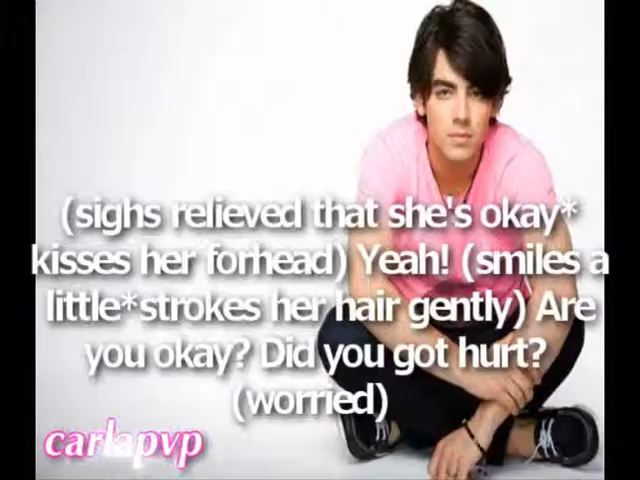 (sighs relieved that she's okay*
kisses her forhead) Yeah! (smiles a
little*strokes her hair gently) Are
you okay? Did you got hurt?
(worried)
carlapvp